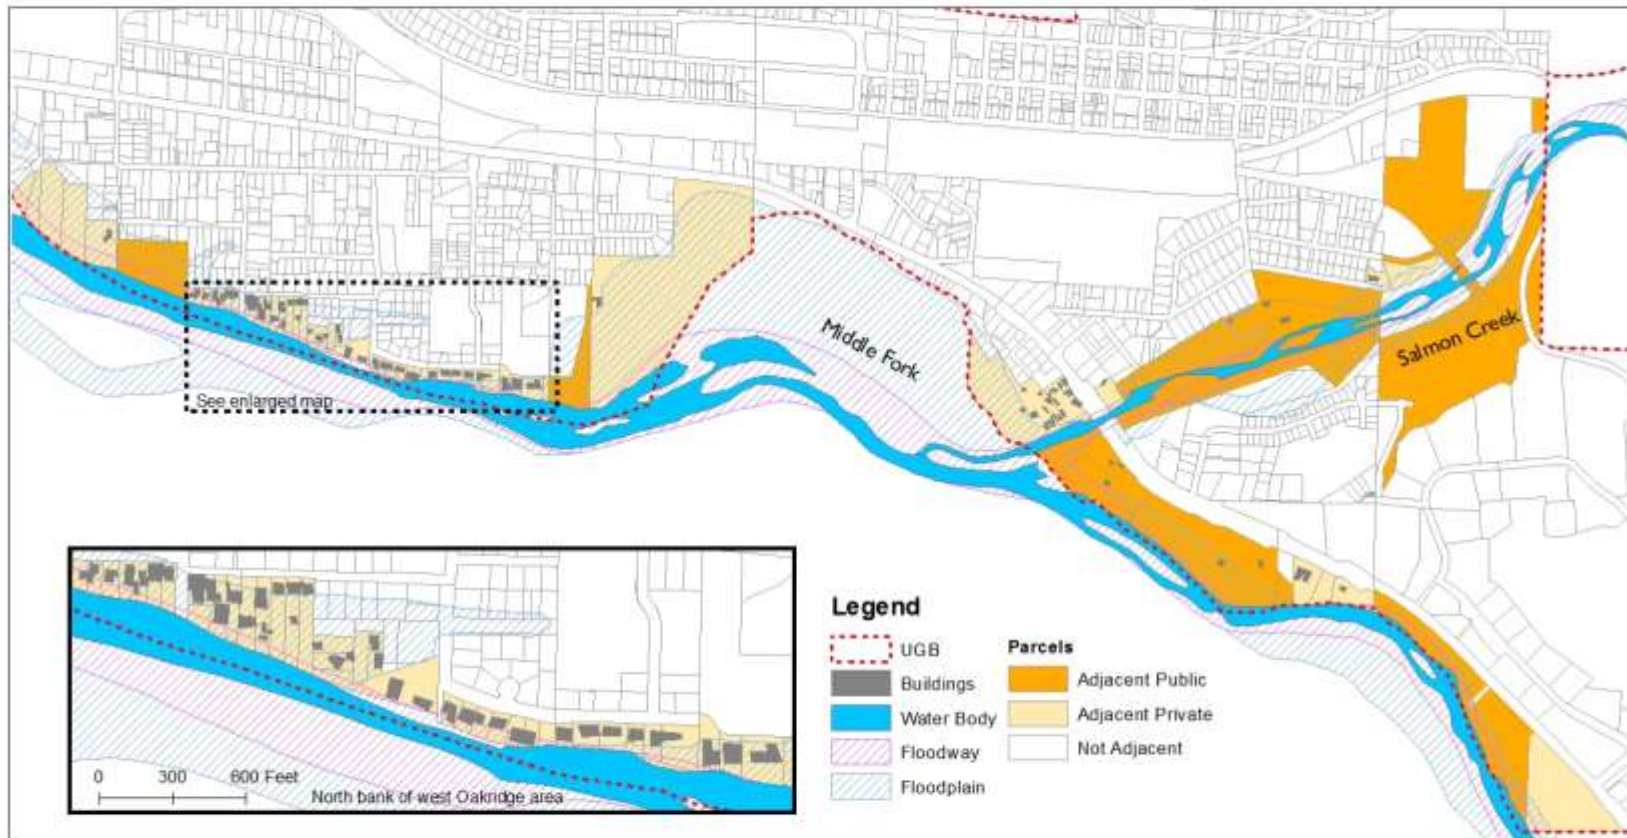 Middle Fork
Salmon Creek
See enlarged map
0 300 600 Feet
North bank of west Oakridge area
Legend
UGB
Buildings
Water Body
Floodway
Floodplain
Parcels
Adjacent Public
Adjacent Private
Not Adjacent